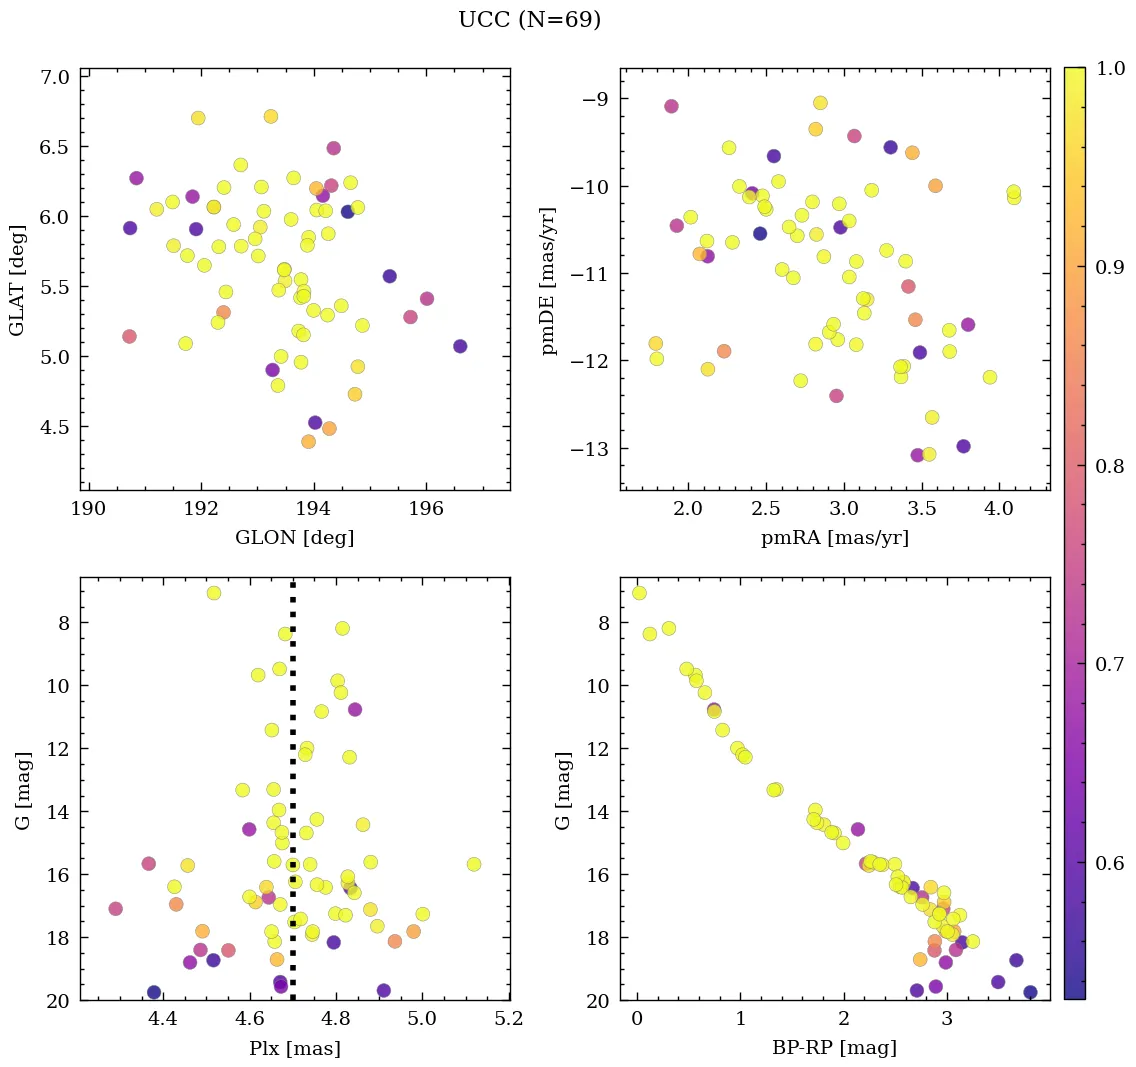 UCC (N=69)
7.0
6.5
6.0
5.5
5.0
4.5
GLAT [deg]
190 192 194 196
GLON [deg]
−9
−10
−11
−12
−13
pmDE [mas/yr]
2.0 2.5 3.0 3.5 4.0
pmRA [mas/yr]
1.0
0.9
0.8
0.7
0.6
8
10
12
14
16
18
20
G [mag]
4.4 4.6 4.8 5.0 5.2
Plx [mas]
8
10
12
14
16
18
20
G [mag]
0 1 2 3
BP-RP [mag]